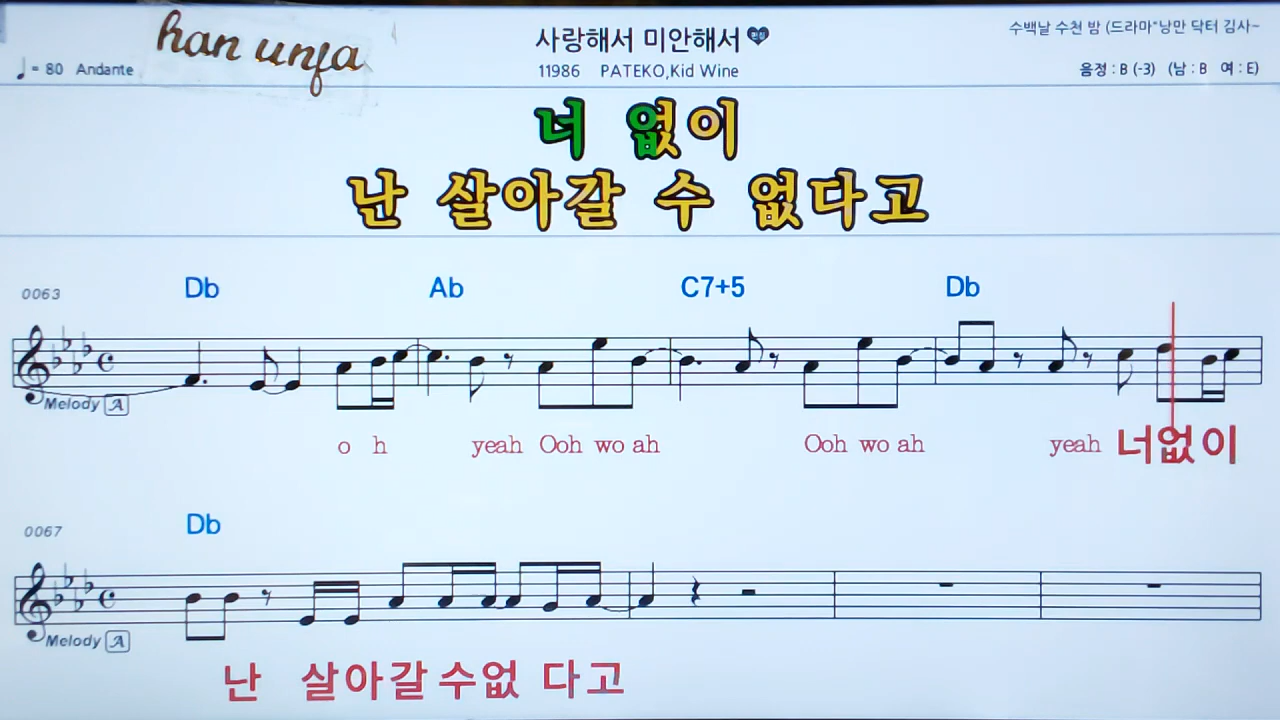 han unfa
사랑해서 미안해서
수백날 수천 밤 (드라마"낭만 닥터 김사~
♩= 80 Andante
11986 PATEKO,Kid Wine
음정 : B (-3) (남 : B 여 : E)
너 없이
난 살아갈 수 없다고
0063 Db Ab C7+5 Db
Melody A
o h yeah Ooh wo ah Ooh wo ah yeah 너없이
0067 Db
Melody A
난 살아갈 수없 다고